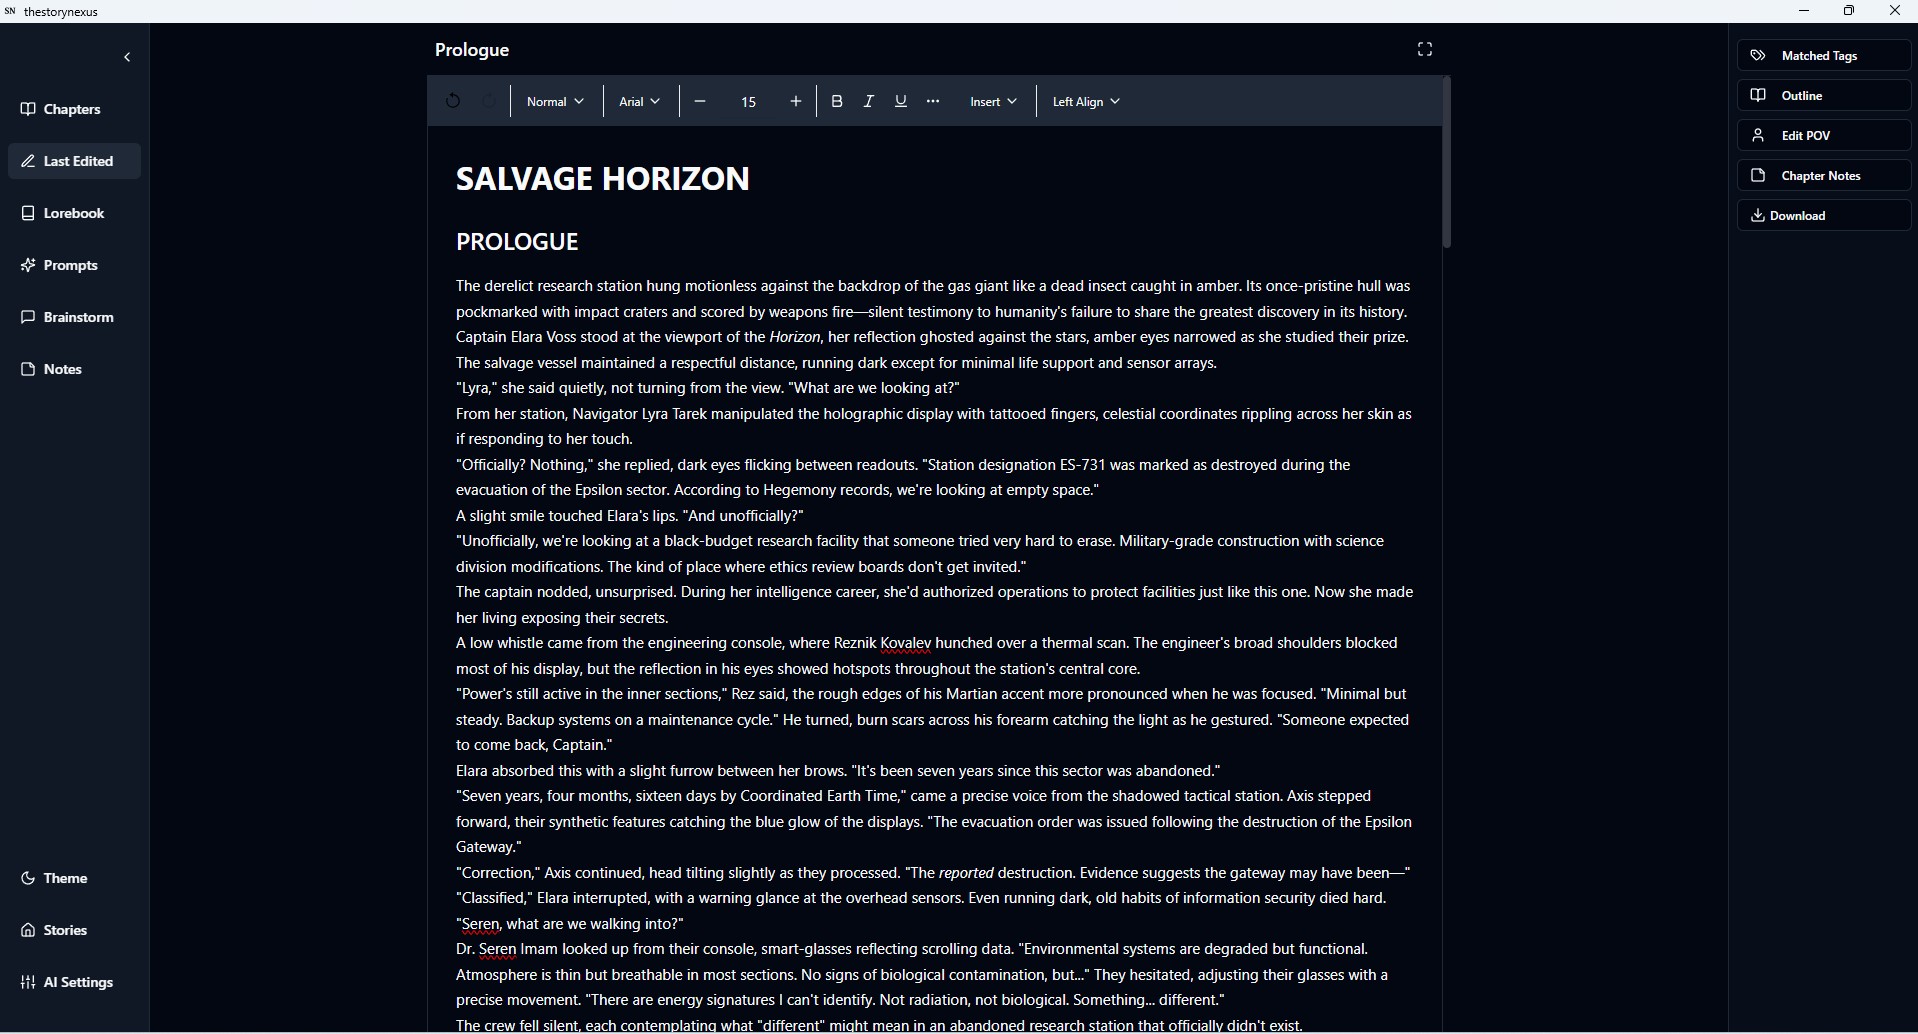 SN thestorynexus
Chapters
Last Edited
Lorebook
Prompts
Brainstorm
Notes
Theme
Stories
AI Settings
Prologue
Normal
Arial
15
B I U
Insert
Left Align
SALVAGE HORIZON
PROLOGUE
The derelict research station hung motionless against the backdrop of the gas giant like a dead insect caught in amber. Its once-pristine hull was
pockmarked with impact craters and scored by weapons fire—silent testimony to humanity's failure to share the greatest discovery in its history.
Captain Elara Voss stood at the viewport of the Horizon, her reflection ghosted against the stars, amber eyes narrowed as she studied their prize.
The salvage vessel maintained a respectful distance, running dark except for minimal life support and sensor arrays.
"Lyra," she said quietly, not turning from the view. "What are we looking at?"
From her station, Navigator Lyra Tarek manipulated the holographic display with tattooed fingers, celestial coordinates rippling across her skin as
if responding to her touch.
"Officially? Nothing," she replied, dark eyes flicking between readouts. "Station designation ES-731 was marked as destroyed during the
evacuation of the Epsilon sector. According to Hegemony records, we're looking at empty space."
A slight smile touched Elara's lips. "And unofficially?"
"Unofficially, we're looking at a black-budget research facility that someone tried very hard to erase. Military-grade construction with science
division modifications. The kind of place where ethics review boards don't get invited."
The captain nodded, unsurprised. During her intelligence career, she'd authorized operations to protect facilities just like this one. Now she made
her living exposing their secrets.
A low whistle came from the engineering console, where Reznik Kovalev hunched over a thermal scan. The engineer's broad shoulders blocked
most of his display, but the reflection in his eyes showed hotspots throughout the station's central core.
"Power's still active in the inner sections," Rez said, the rough edges of his Martian accent more pronounced when he was focused. "Minimal but
steady. Backup systems on a maintenance cycle." He turned, burn scars across his forearm catching the light as he gestured. "Someone expected
to come back, Captain."
Elara absorbed this with a slight furrow between her brows. "It's been seven years since this sector was abandoned."
"Seven years, four months, sixteen days by Coordinated Earth Time," came a precise voice from the shadowed tactical station. Axis stepped
forward, their synthetic features catching the blue glow of the displays. "The evacuation order was issued following the destruction of the Epsilon
Gateway."
"Correction," Axis continued, head tilting slightly as they processed. "The reported destruction. Evidence suggests the gateway may have been—"
"Classified," Elara interrupted, with a warning glance at the overhead sensors. Even running dark, old habits of information security died hard.
"Seren, what are we walking into?"
Dr. Seren Imam looked up from their console, smart-glasses reflecting scrolling data. "Environmental systems are degraded but functional.
Atmosphere is thin but breathable in most sections. No signs of biological contamination, but..." They hesitated, adjusting their glasses with a
precise movement. "There are energy signatures I can't identify. Not radiation, not biological. Something... different."
The crew fell silent, each contemplating what "different" might mean in an abandoned research station that officially didn't exist.
Matched Tags
Outline
Edit POV
Chapter Notes
Download